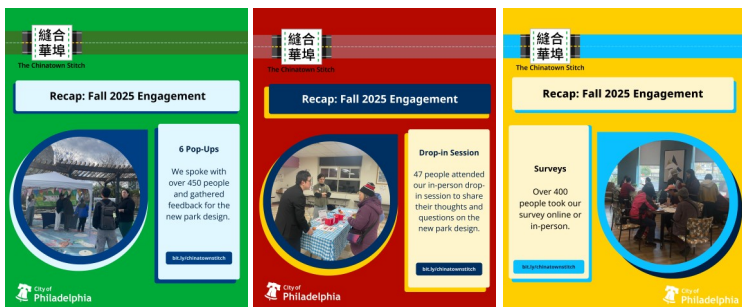 縫合
華埠
The Chinatown Stitch
Recap: Fall 2025 Engagement
6 Pop-Ups
We spoke with
over 450 people
and gathered
feedback for the
new park design.
bit.ly/chinatownstitch
City of
Philadelphia
縫合
華埠
The Chinatown Stitch
Recap: Fall 2025 Engagement
Drop-in Session
47 people attended
our in-person drop-
in session to share
their thoughts and
questions on the
new park design.
bit.ly/chinatownstitch
City of
Philadelphia
縫合
華埠
The Chinatown Stitch
Recap: Fall 2025 Engagement
Surveys
Over 400
people took our
survey online or
in-person.
bit.ly/chinatownstitch
City of
Philadelphia